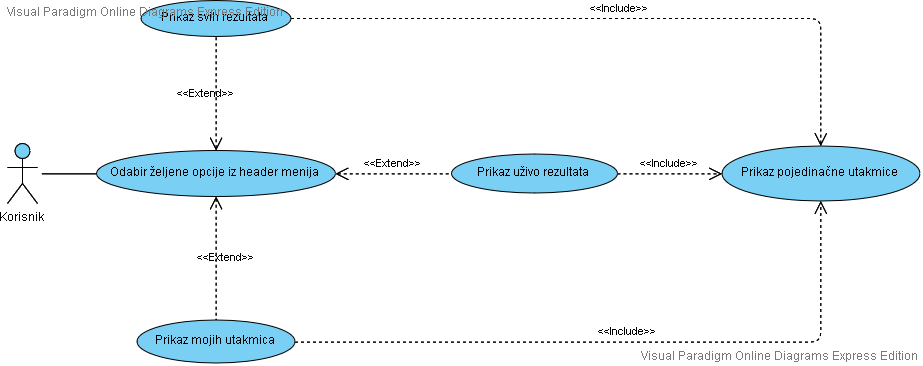 Visual Paradigm Online Diagrams Express Edition
Prikaz svih rezultata
<<Include>>
<<Extend>>
Korisnik
Odabir željene opcije iz header menija
<<Extend>>
Prikaz uživo rezultata
<<Include>>
Prikaz pojedinačne utakmice
<<Extend>>
Prikaz mojih utakmica
<<Include>>
Visual Paradigm Online Diagrams Express Edition